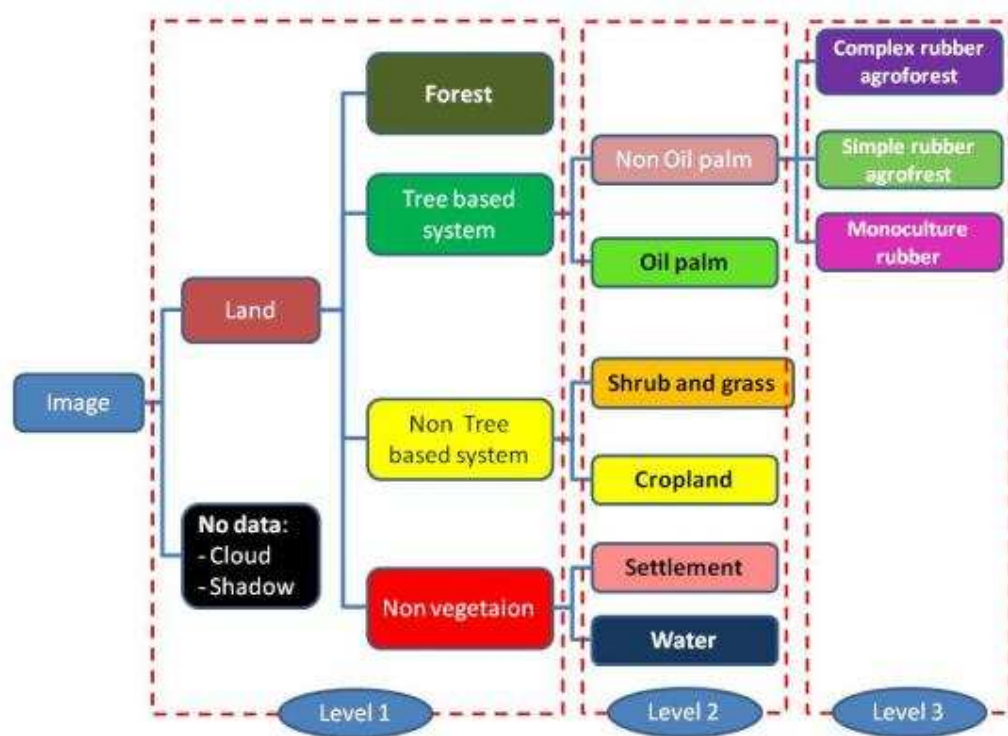 Image
Land
No data:
- Cloud
- Shadow
Forest
Tree based
system
Non Tree
based system
Non vegetaion
Non Oil palm
Oil palm
Shrub and grass
Cropland
Settlement
Water
Complex rubber
agroforest
Simple rubber
agrofrest
Monoculture
rubber
Level 1
Level 2
Level 3